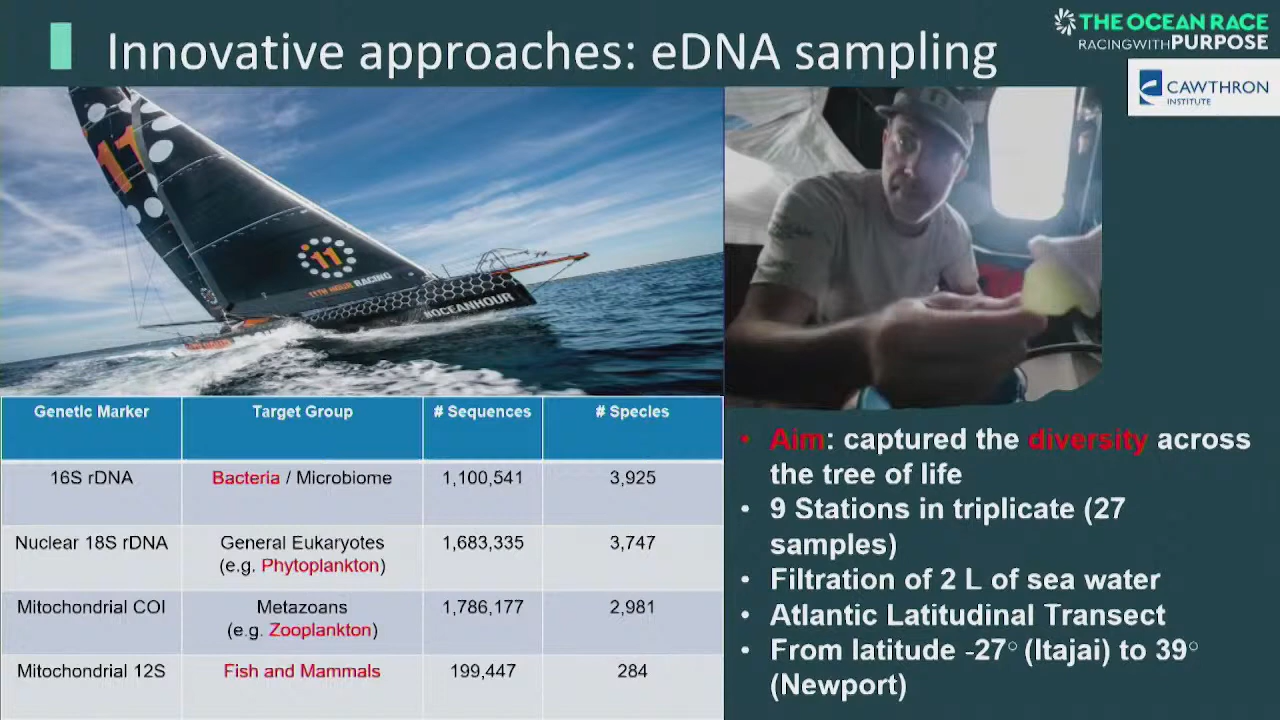 Innovative approaches: eDNA sampling
THE OCEAN RACE
RACINGWITHPURPOSE
CAWTHRON
INSTITUTE
11
11
11TH HOUR RACING
#OCEANHOUR
Genetic Marker Target Group # Sequences # Species
16S rDNA Bacteria / Microbiome 1,100,541 3,925
Nuclear 18S rDNA General Eukaryotes 1,683,335 3,747
(e.g. Phytoplankton)
Mitochondrial COI Metazoans 1,786,177 2,981
(e.g. Zooplankton)
Mitochondrial 12S Fish and Mammals 199,447 284
• Aim: captured the diversity across
the tree of life
• 9 Stations in triplicate (27
samples)
• Filtration of 2 L of sea water
• Atlantic Latitudinal Transect
• From latitude -27° (Itajai) to 39°
(Newport)